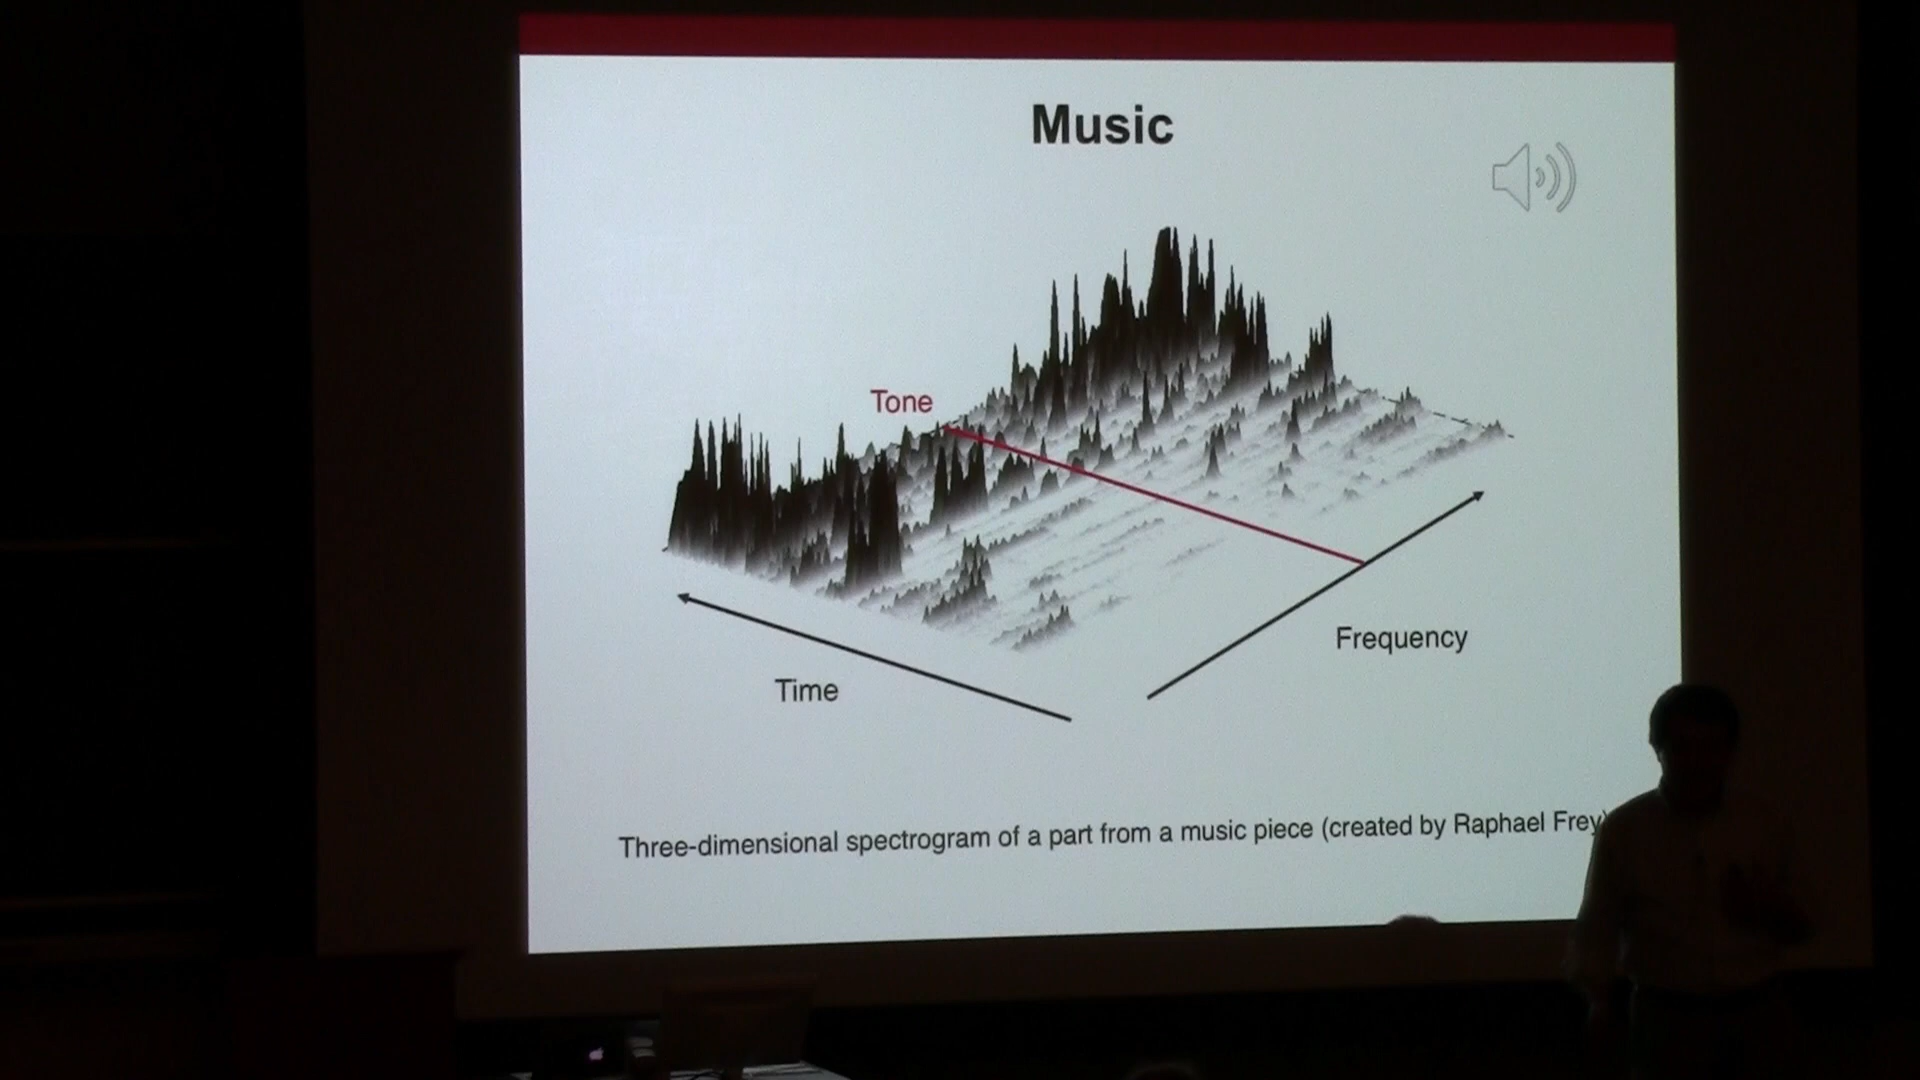 Music
Tone
Frequency
Time
Three-dimensional spectrogram of a part from a music piece (created by Raphael Frey)